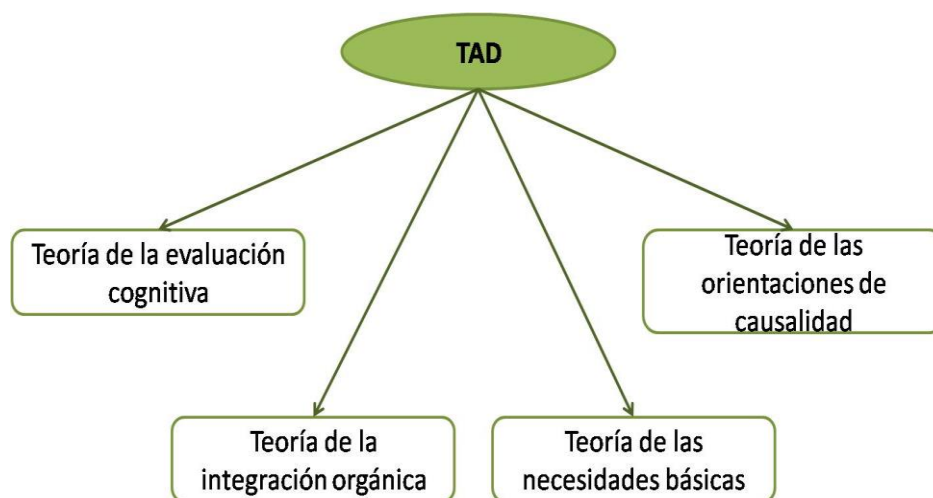 TAD
Teoría de la evaluación
cognitiva
Teoría de las
orientaciones de
causalidad
Teoría de la
integración orgánica
Teoría de las
necesidades básicas